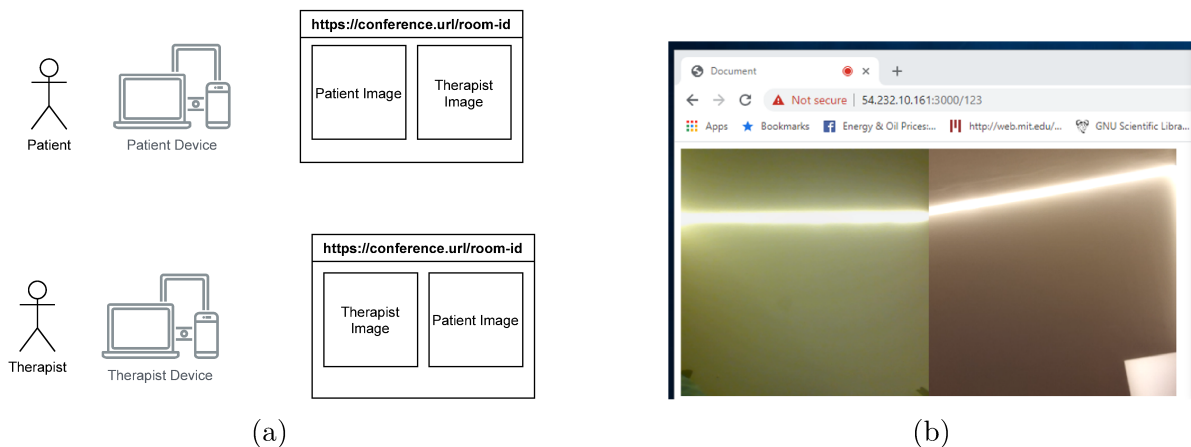 https://conference.url/room-id
Patient Image
Therapist
Image
Patient
Patient Device
https://conference.url/room-id
Therapist
Image
Patient Image
Therapist
Therapist Device
(a)
Document
Not secure | 54.232.10.161:3000/123
Apps Bookmarks Energy & Oil Prices:... http://web.mit.edu/... GNU Scientific Libra...
(b)